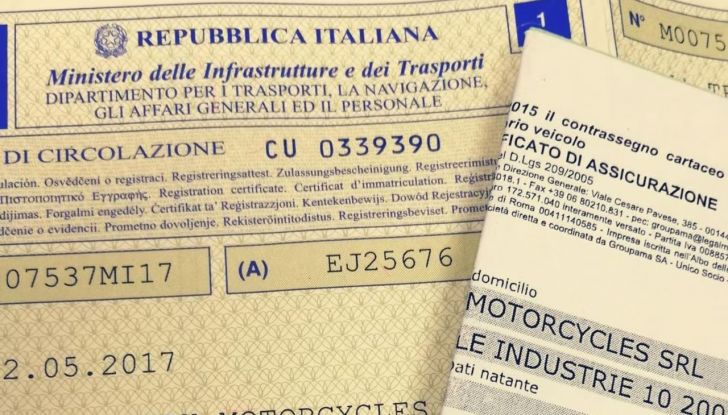 REPUBBLICA ITALIANA
1
N° M0075
Ministero delle Infrastrutture e dei Trasporti
DIPARTIMENTO PER I TRASPORTI, LA NAVIGAZIONE,
GLI AFFARI GENERALI ED IL PERSONALE
DI CIRCOLAZIONE CU 0339390
Osvědčení o registraci. Registreringsattest. Zulassungsbescheinigung.
Πιστοποιητικό Εγγραφής. Registration certificate. Certificat d'immatriculation.
Forgalmi engedély. Ċertifikat ta' Reġistrazzjoni. Kentekenbewijs. Dowód
o evidencii. Prometno dovoljenje. Rekisteröintitodistus. Registreringsbeviset. Prometna
07537MI17
(A) EJ25676
2.05.2017
MOTORCYCLES
2015 il contrassegno cartaceo
veicolo
DI ASSICURAZIONE
D.Lgs 209/2005
Direzione Generale: Viale Cesare Pavese, 385 - 00144
Fax +39 06 80210.831 - pec:
172.571.040 interamente versato - Partita Iva
di Roma 00411140585 - Impresa iscritta nell'Albo
diretta e coordinata da Groupama SA - Unico Socio
domicilio
MOTORCYCLES SRL
LE INDUSTRIE 10 200
natante